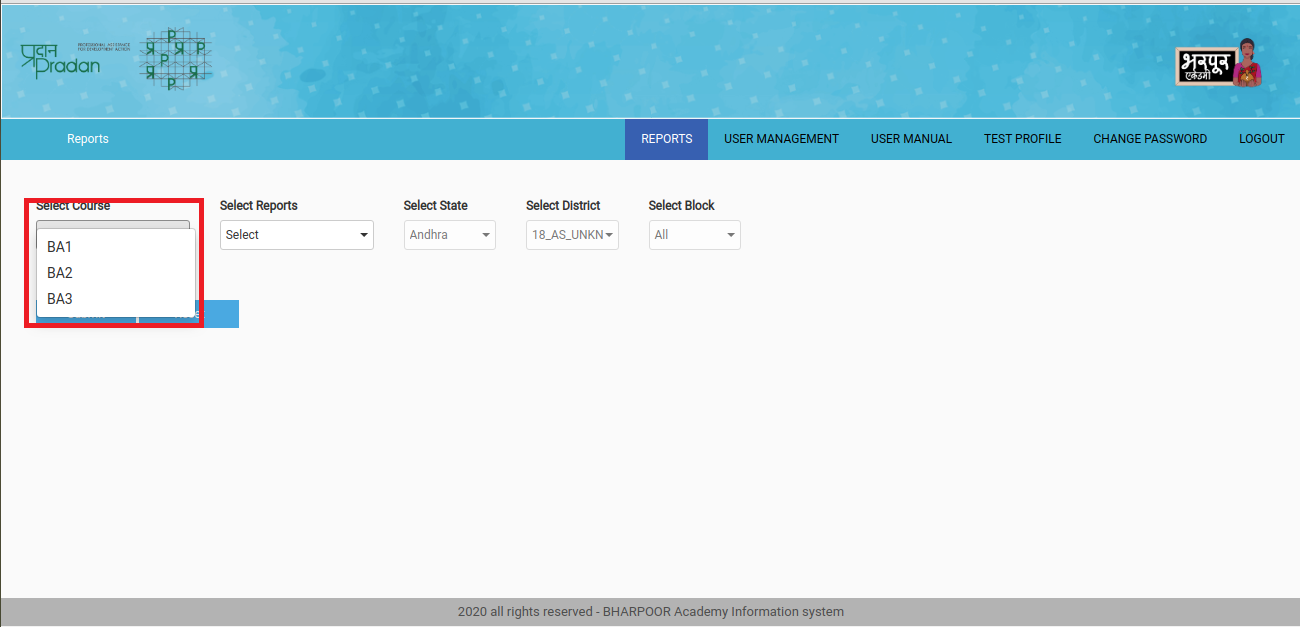 प्रदान
Pradan
PROFESSIONAL ASSISTANCE
FOR DEVELOPMENT ACTION
P
प्र प्र P
P
प्र प्र
P
भरपूर
एकेडमी
Reports
REPORTS USER MANAGEMENT USER MANUAL TEST PROFILE CHANGE PASSWORD LOGOUT
Select Course Select Reports Select State Select District Select Block
Select Andhra 18_AS_UNKN All
BA1
BA2
BA3
2020 all rights reserved - BHARPOOR Academy Information system